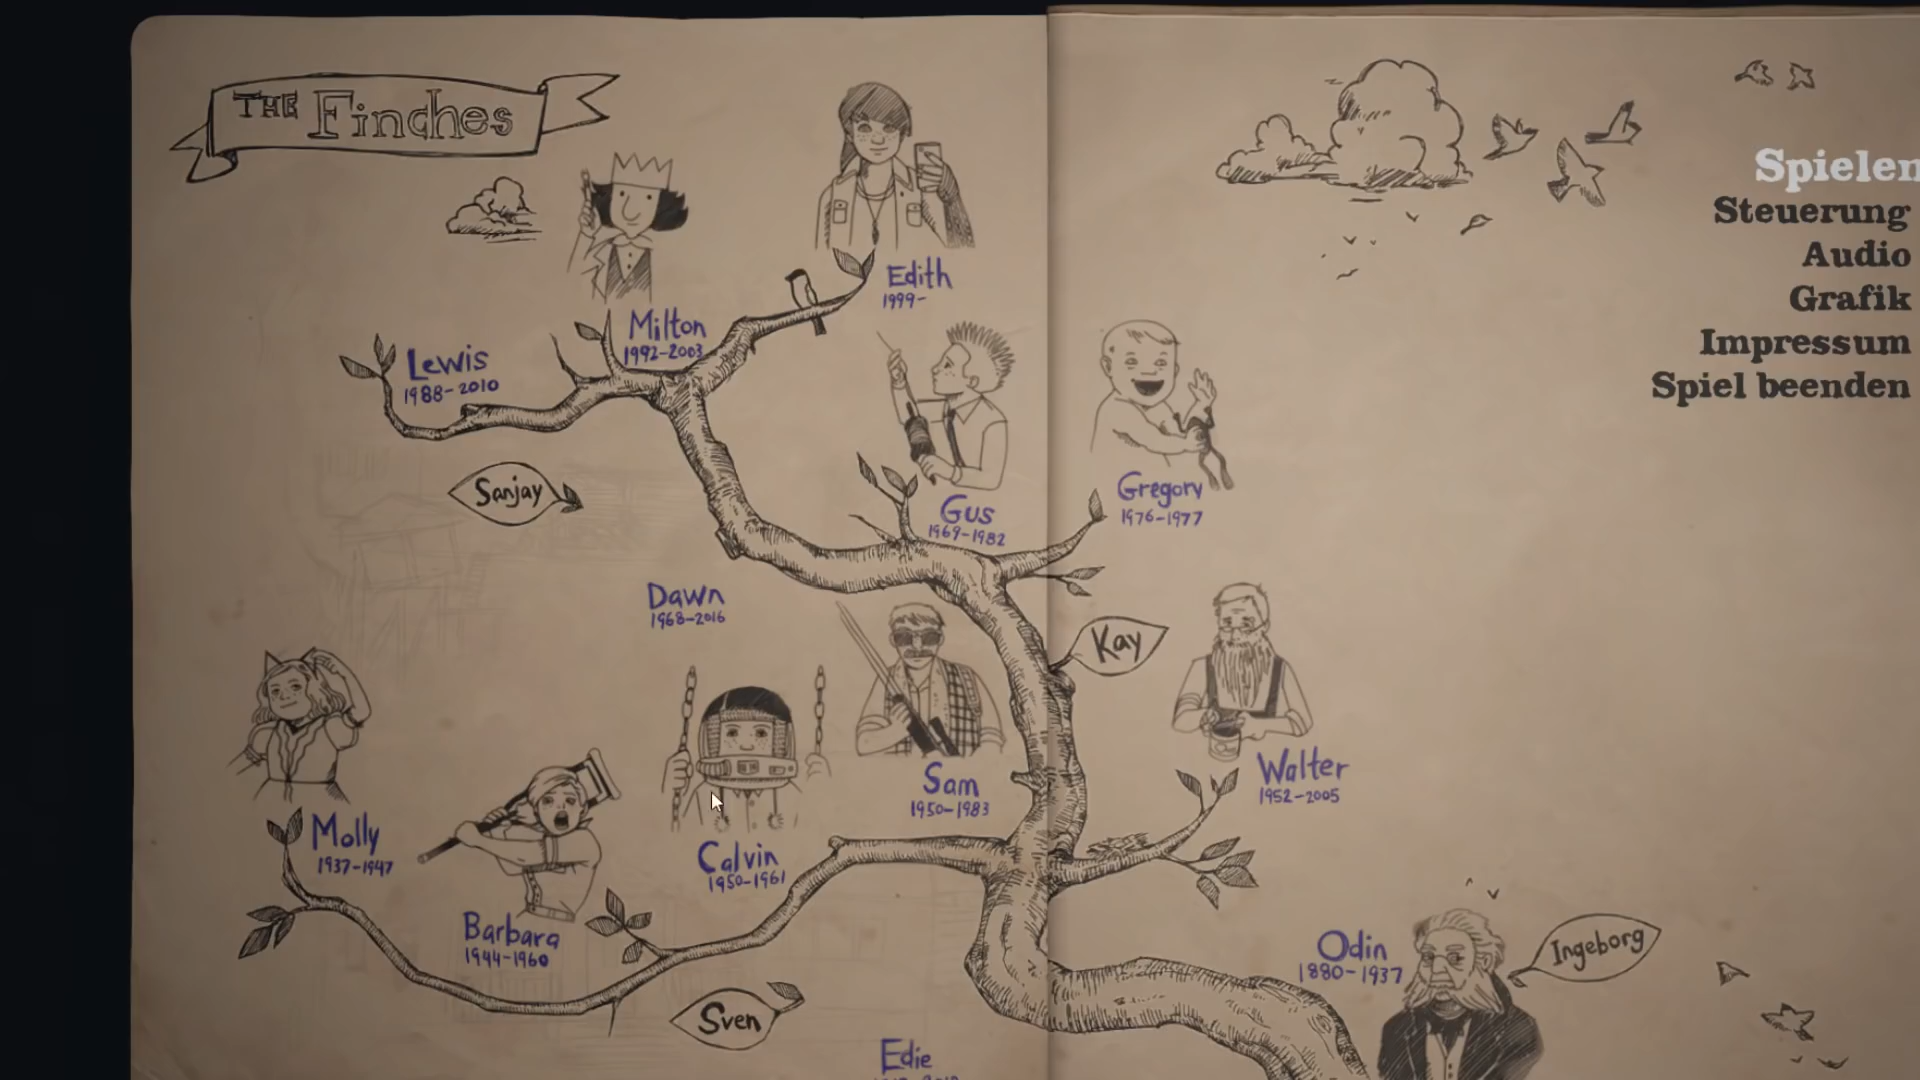 THE Finches
Edith
1999-
Milton
1992-2003
Lewis
1988-2010
Sanjay
Gus
1969-1982
Gregory
1976-1977
Dawn
1968-2016
Kay
Sam
1950-1983
Walter
1952-2005
Molly
1937-1947
Calvin
1950-1961
Barbara
1944-1960
Sven
Odin
1880-1937
Ingeborg
Edie
Spielen
Steuerung
Audio
Grafik
Impressum
Spiel beenden